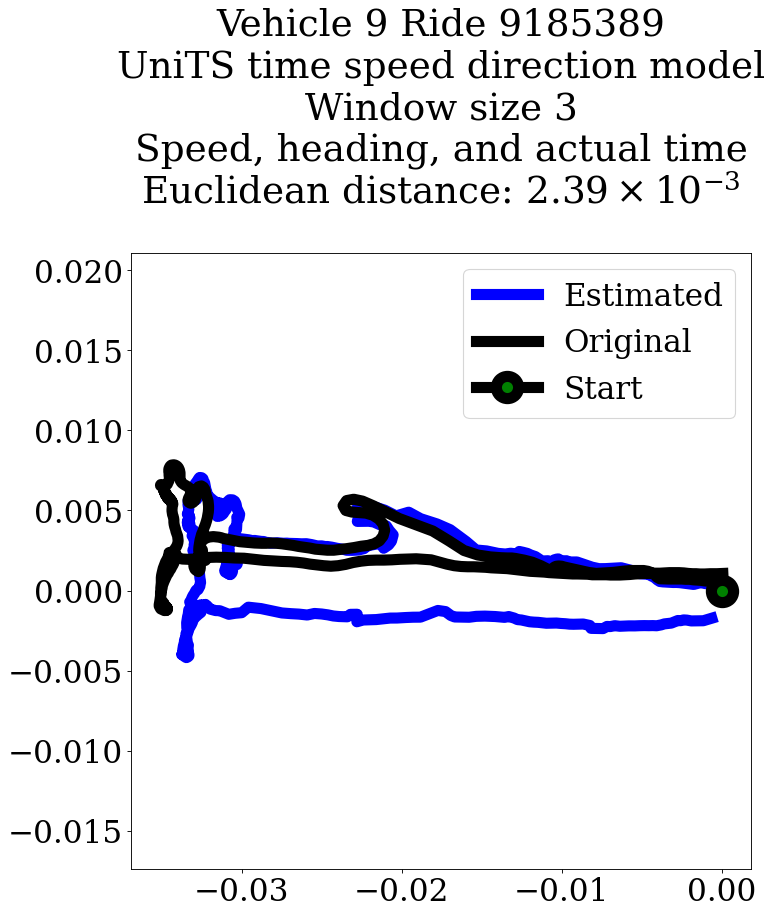 Vehicle 9 Ride 9185389
UniTS time speed direction model
Window size 3
Speed, heading, and actual time
Euclidean distance: 2.39 × 10⁻³
Estimated
Original
Start
0.020
0.015
0.010
0.005
0.000
−0.005
−0.010
−0.015
−0.03
−0.02
−0.01
0.00